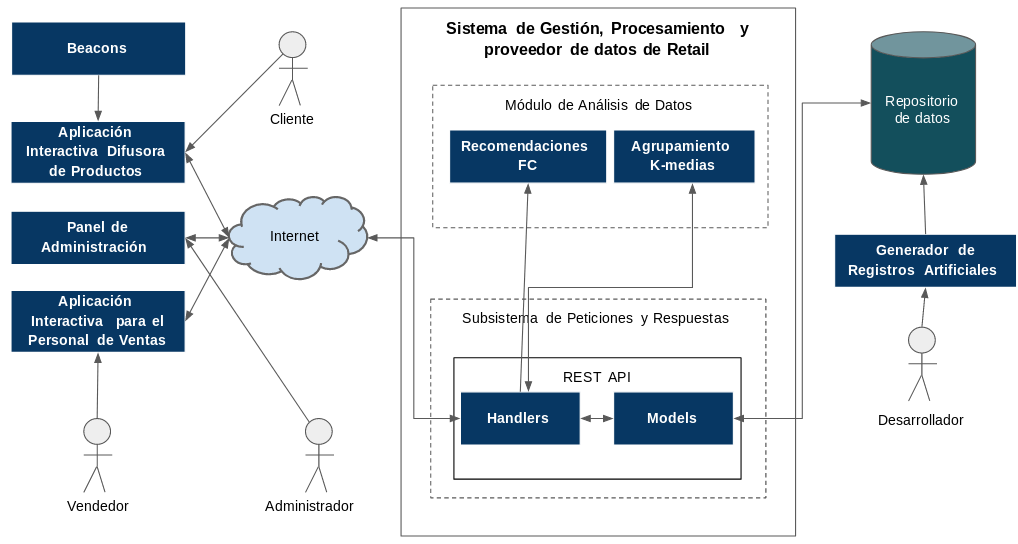 Beacons
Aplicación
Interactiva Difusora
de Productos
Panel de
Administración
Aplicación
Interactiva para el
Personal de Ventas
Vendedor
Cliente
Internet
Administrador
Sistema de Gestión, Procesamiento y
proveedor de datos de Retail
Módulo de Análisis de Datos
Recomendaciones
FC
Agrupamiento
K-medias
Subsistema de Peticiones y Respuestas
REST API
Handlers
Models
Repositorio
de datos
Generador de
Registros Artificiales
Desarrollador